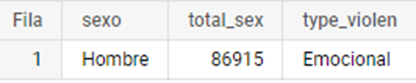 Fila sexo total_sex type_violen
1 Hombre 86915 Emocional